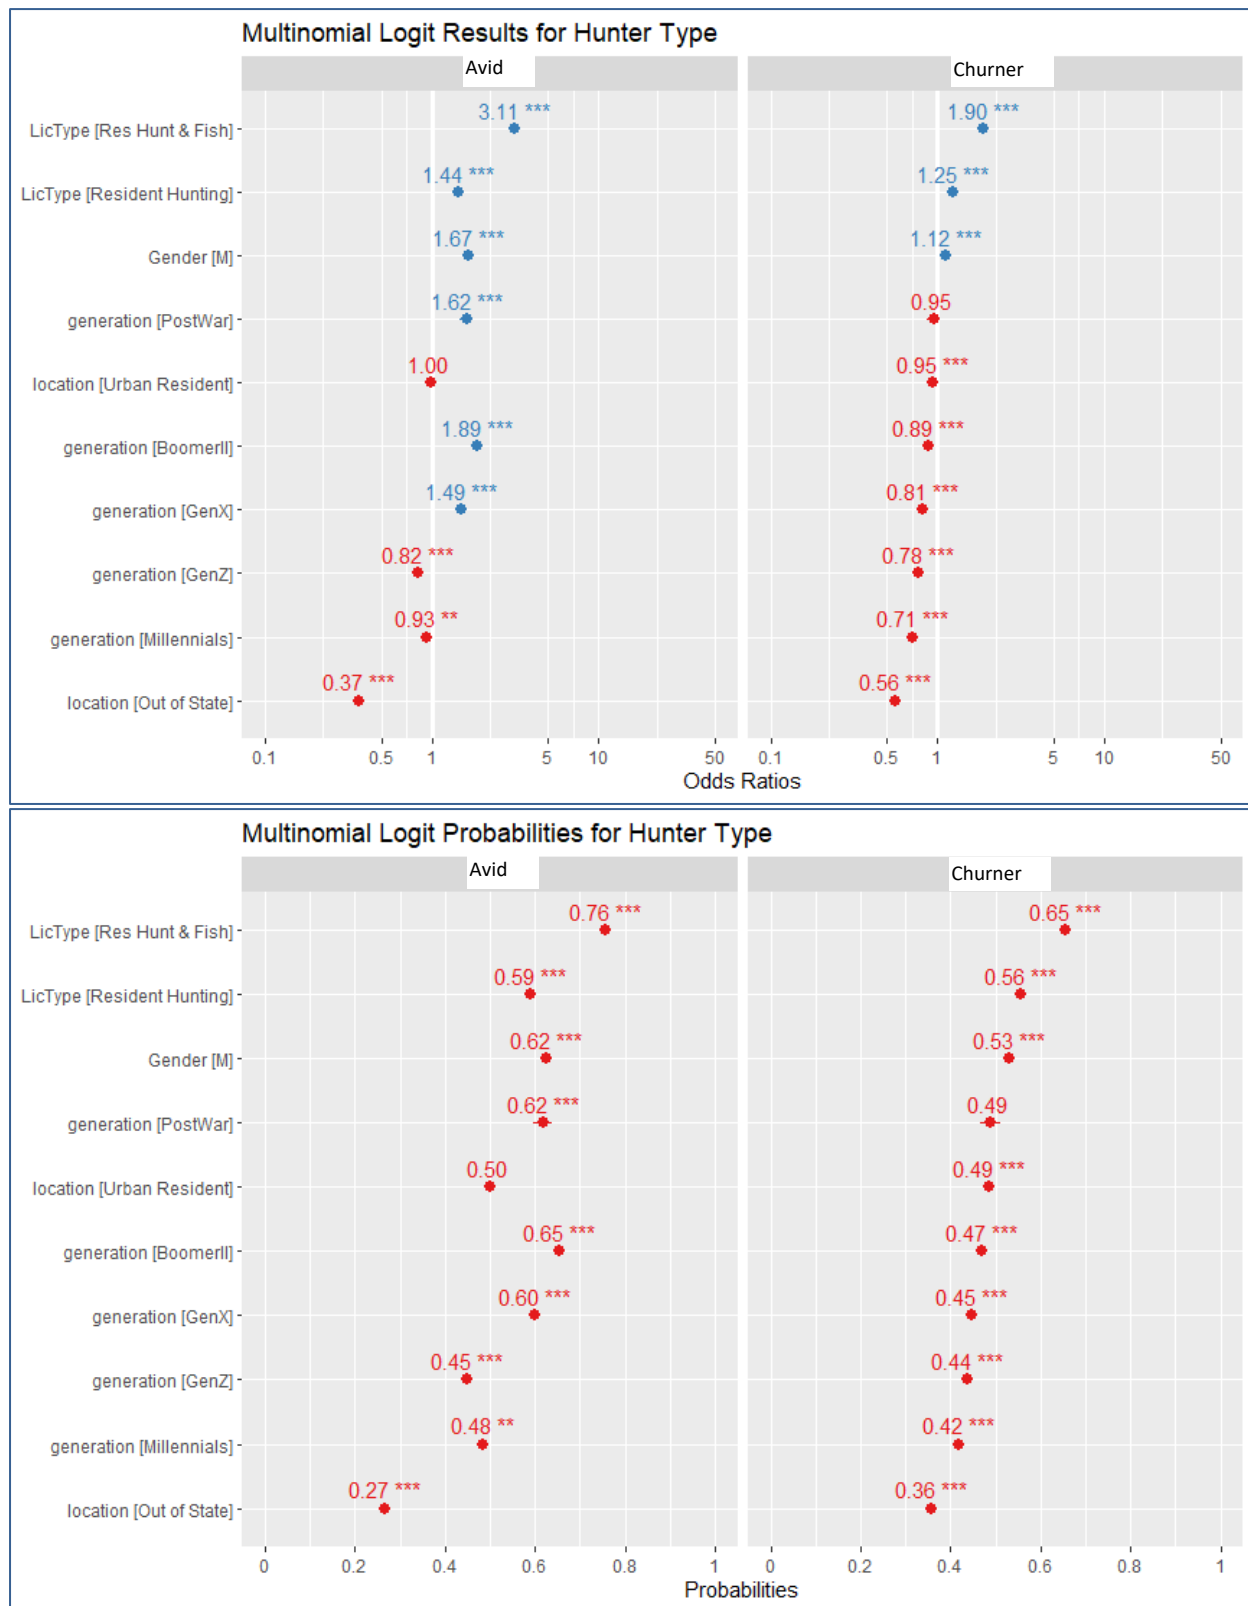 Multinomial Logit Results for Hunter Type
Avid
Churner
LicType [Res Hunt & Fish]
3.11 ***
1.90 ***
LicType [Resident Hunting]
1.44 ***
1.25 ***
Gender [M]
1.67 ***
1.12 ***
generation [PostWar]
1.62 ***
0.95
location [Urban Resident]
1.00
0.95 ***
generation [BoomerII]
1.89 ***
0.89 ***
generation [GenX]
1.49 ***
0.81 ***
generation [GenZ]
0.82 ***
0.78 ***
generation [Millennials]
0.93 **
0.71 ***
location [Out of State]
0.37 ***
0.56 ***
0.1 0.5 1 5 10 50
0.1 0.5 1 5 10 50
Odds Ratios
Multinomial Logit Probabilities for Hunter Type
Avid
Churner
LicType [Res Hunt & Fish]
0.76 ***
0.65 ***
LicType [Resident Hunting]
0.59 ***
0.56 ***
Gender [M]
0.62 ***
0.53 ***
generation [PostWar]
0.62 ***
0.49
location [Urban Resident]
0.50
0.49 ***
generation [BoomerII]
0.65 ***
0.47 ***
generation [GenX]
0.60 ***
0.45 ***
generation [GenZ]
0.45 ***
0.44 ***
generation [Millennials]
0.48 **
0.42 ***
location [Out of State]
0.27 ***
0.36 ***
0 0.2 0.4 0.6 0.8 1
0 0.2 0.4 0.6 0.8 1
Probabilities